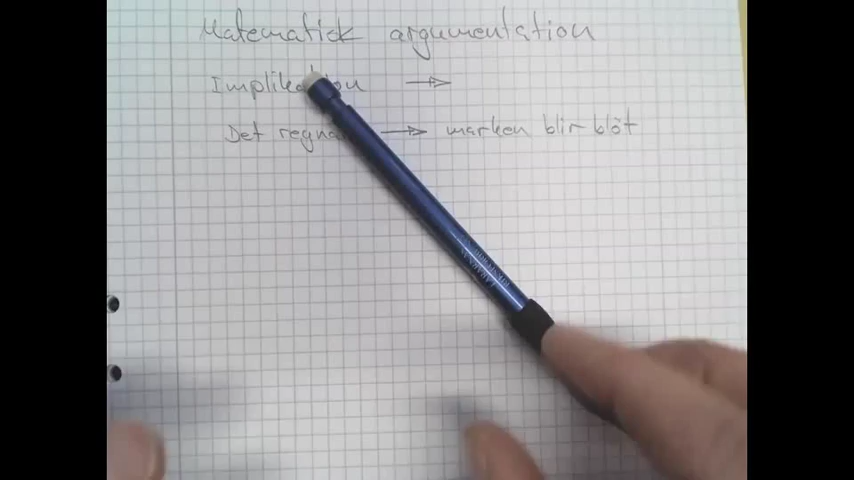 Matematisk argumentation
Implikation →
Det regnar → marken blir blöt